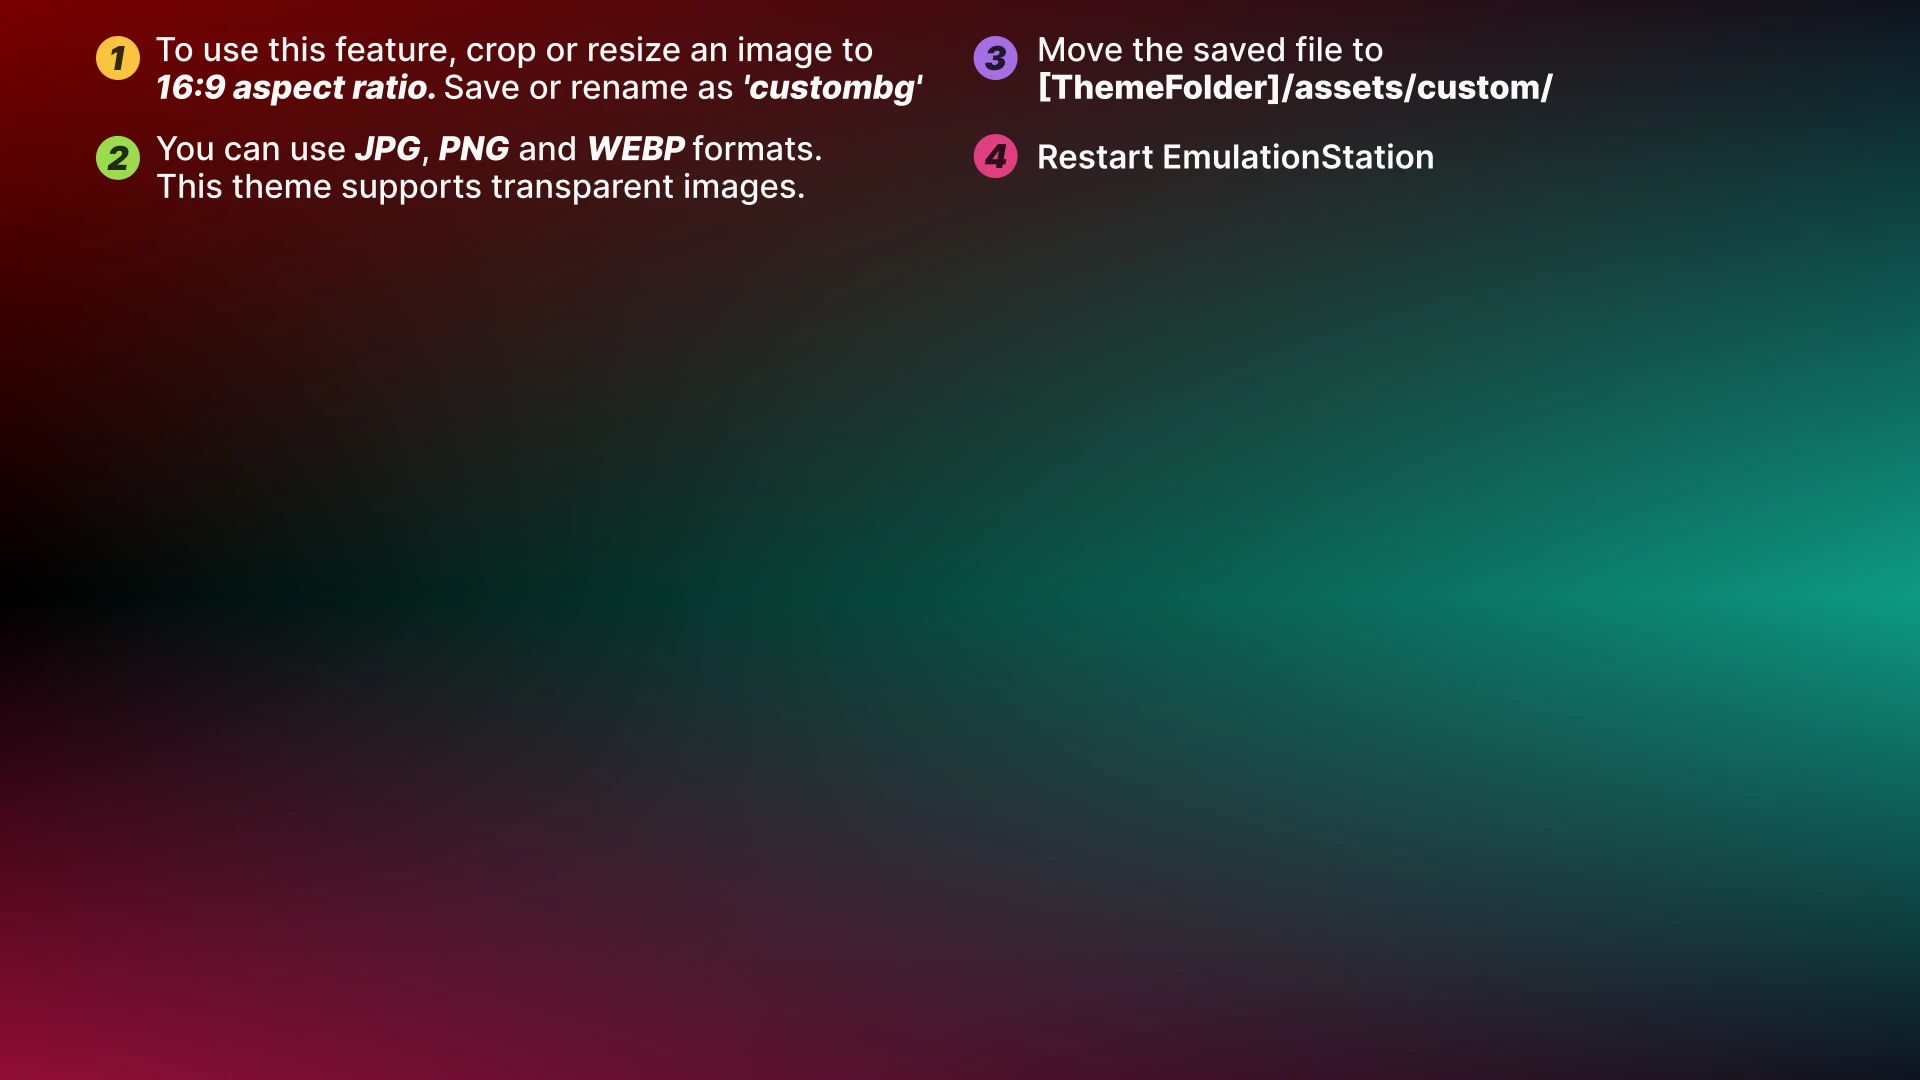 1 To use this feature, crop or resize an image to
16:9 aspect ratio. Save or rename as 'custombg'
2 You can use JPG, PNG and WEBP formats.
This theme supports transparent images.
3 Move the saved file to
[ThemeFolder]/assets/custom/
4 Restart EmulationStation